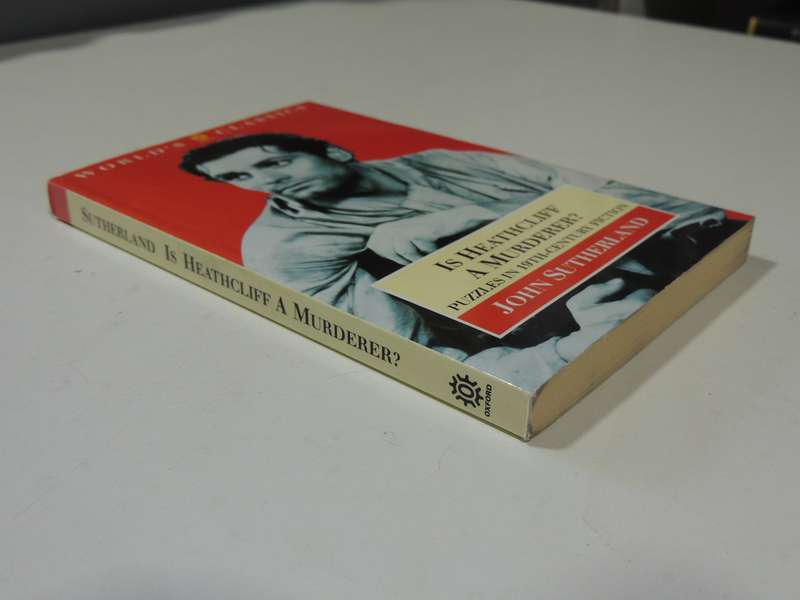 WORLD'S CLASSICS
IS HEATHCLIFF
A MURDERER?
PUZZLES IN 19TH-CENTURY FICTION
JOHN SUTHERLAND
SUTHERLAND IS HEATHCLIFF A MURDERER?
OXFORD